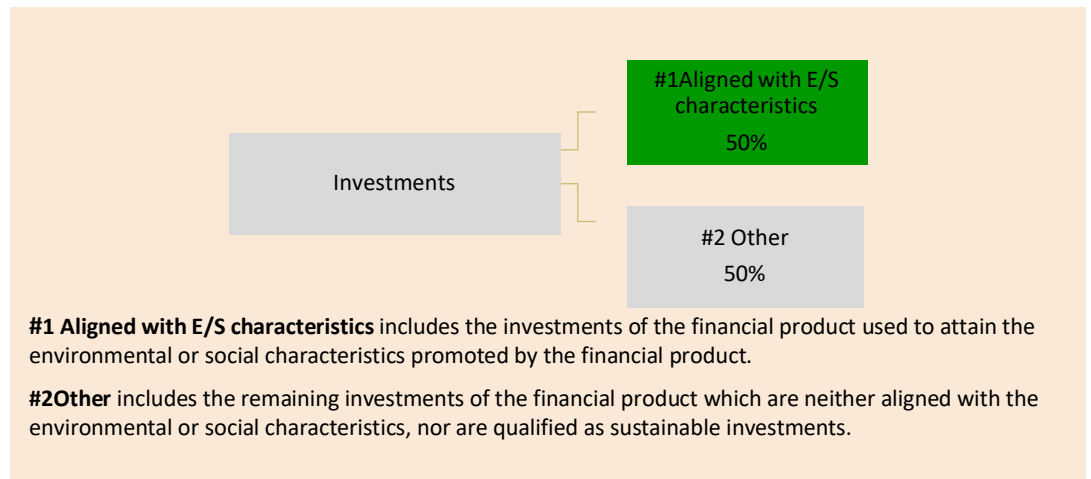 #1Aligned with E/S
characteristics
50%
Investments
#2 Other
50%
#1 Aligned with E/S characteristics includes the investments of the financial product used to attain the
environmental or social characteristics promoted by the financial product.
#2Other includes the remaining investments of the financial product which are neither aligned with the
environmental or social characteristics, nor are qualified as sustainable investments.